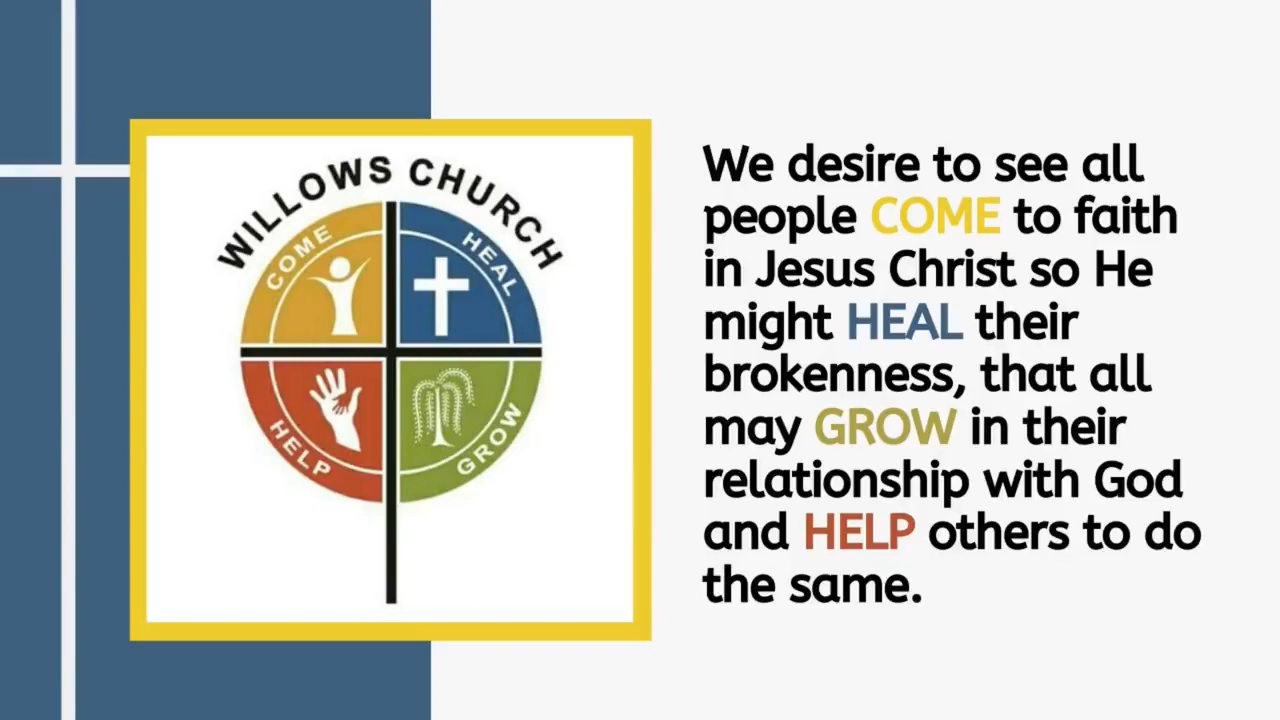 WILLOWS CHURCH
COME
HEAL
HELP
GROW
We desire to see all
people COME to faith
in Jesus Christ so He
might HEAL their
brokenness, that all
may GROW in their
relationship with God
and HELP others to do
the same.